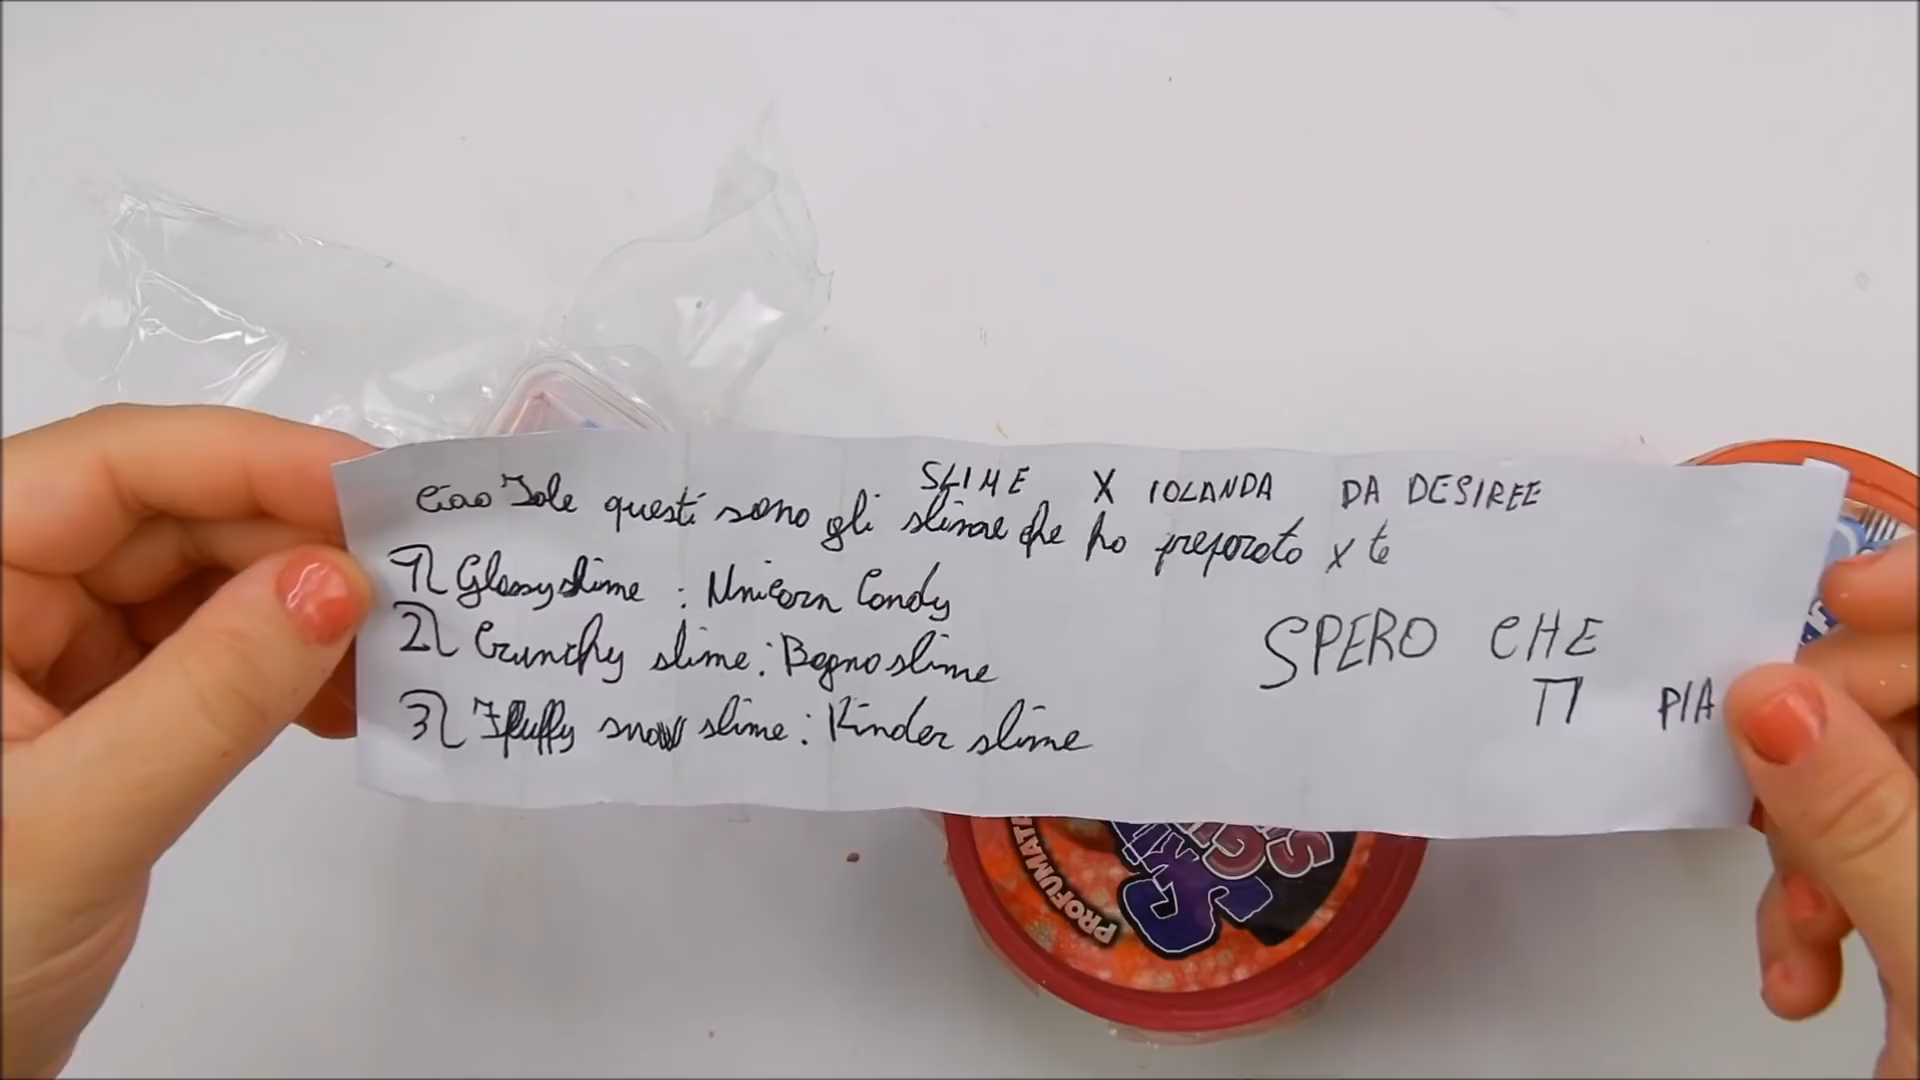 SLIME X IOLANDA DA DESIREE
Ciao Iole questi sono gli slime che ho preparato x te
1) Glossy slime : Unicorn Candy
2) Crunchy slime : Bagno slime
3) Fluffy snow slime : Kinder slime
SPERO CHE
TI PIA
PROFUMATA